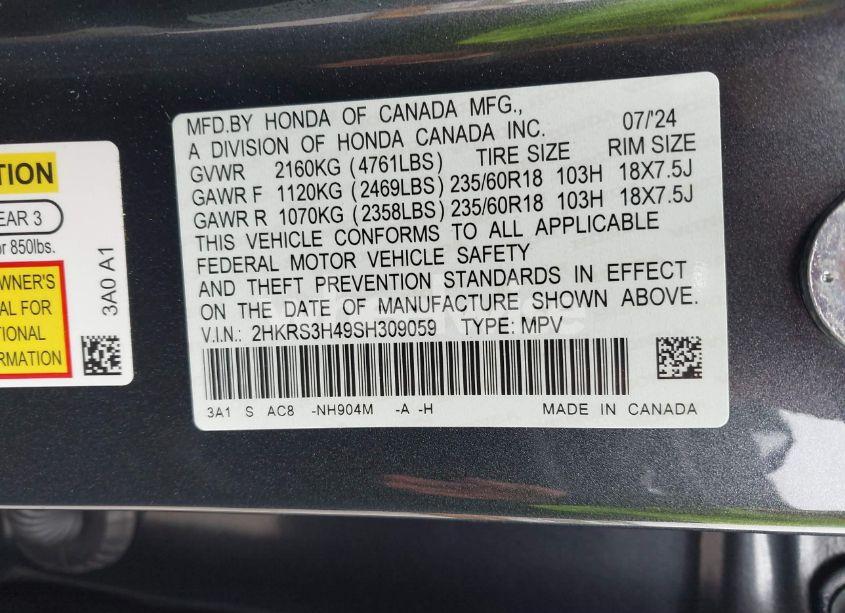 TION
EAR 3
or 850lbs.
WNER'S
AL FOR
TIONAL
ORMATION
3A0 A1
MFD.BY HONDA OF CANADA MFG.,
A DIVISION OF HONDA CANADA INC. 07/'24
GVWR 2160KG (4761LBS) TIRE SIZE RIM SIZE
GAWR F 1120KG (2469LBS) 235/60R18 103H 18X7.5J
GAWR R 1070KG (2358LBS) 235/60R18 103H 18X7.5J
THIS VEHICLE CONFORMS TO ALL APPLICABLE
FEDERAL MOTOR VEHICLE SAFETY
AND THEFT PREVENTION STANDARDS IN EFFECT
ON THE DATE OF MANUFACTURE SHOWN ABOVE.
V.I.N.: 2HKRS3H49SH309059 TYPE: MPV
3A1 S AC8 -NH904M -A -H MADE IN CANADA